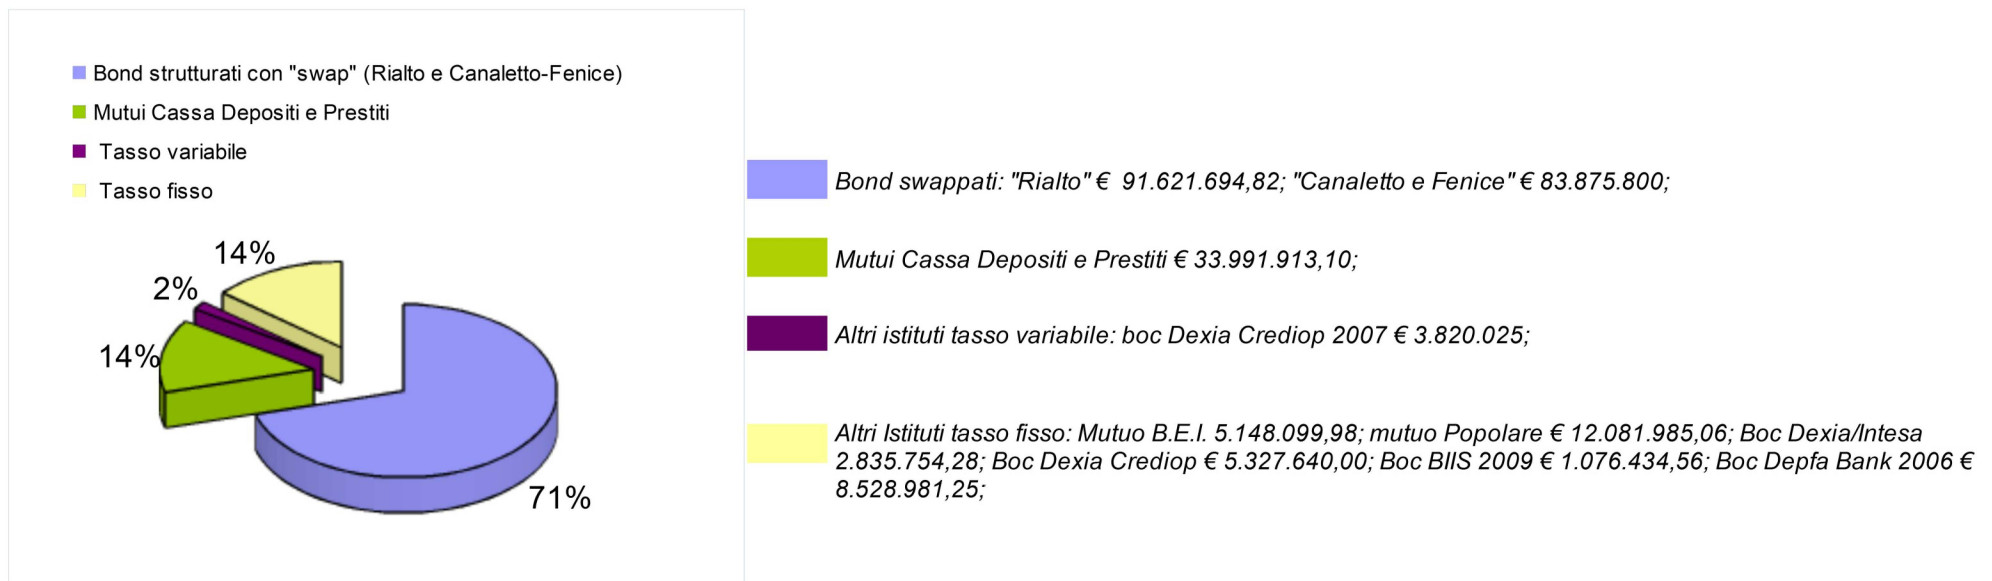 Bond strutturati con "swap" (Rialto e Canaletto-Fenice)
Mutui Cassa Depositi e Prestiti
Tasso variabile
Tasso fisso
14%
2%
14%
71%
Bond swappati: "Rialto" € 91.621.694,82; "Canaletto e Fenice" € 83.875.800;
Mutui Cassa Depositi e Prestiti € 33.991.913,10;
Altri istituti tasso variabile: boc Dexia Crediop 2007 € 3.820.025;
Altri Istituti tasso fisso: Mutuo B.E.I. 5.148.099,98; mutuo Popolare € 12.081.985,06; Boc Dexia/Intesa
2.835.754,28; Boc Dexia Crediop € 5.327.640,00; Boc BIIS 2009 € 1.076.434,56; Boc Depfa Bank 2006 €
8.528.981,25;